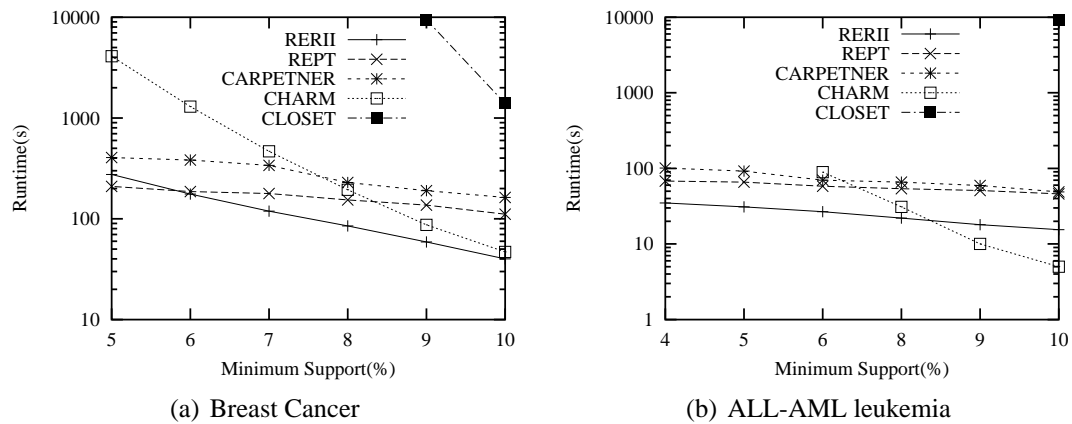 10000
1000
100
10
Runtime(s)
5 6 7 8 9 10
Minimum Support(%)
RERII
REPT
CARPETNER
CHARM
CLOSET
(a) Breast Cancer
10000
1000
100
10
1
Runtime(s)
4 5 6 8 9 10
Minimum Support(%)
RERII
REPT
CARPETNER
CHARM
CLOSET
(b) ALL-AML leukemia